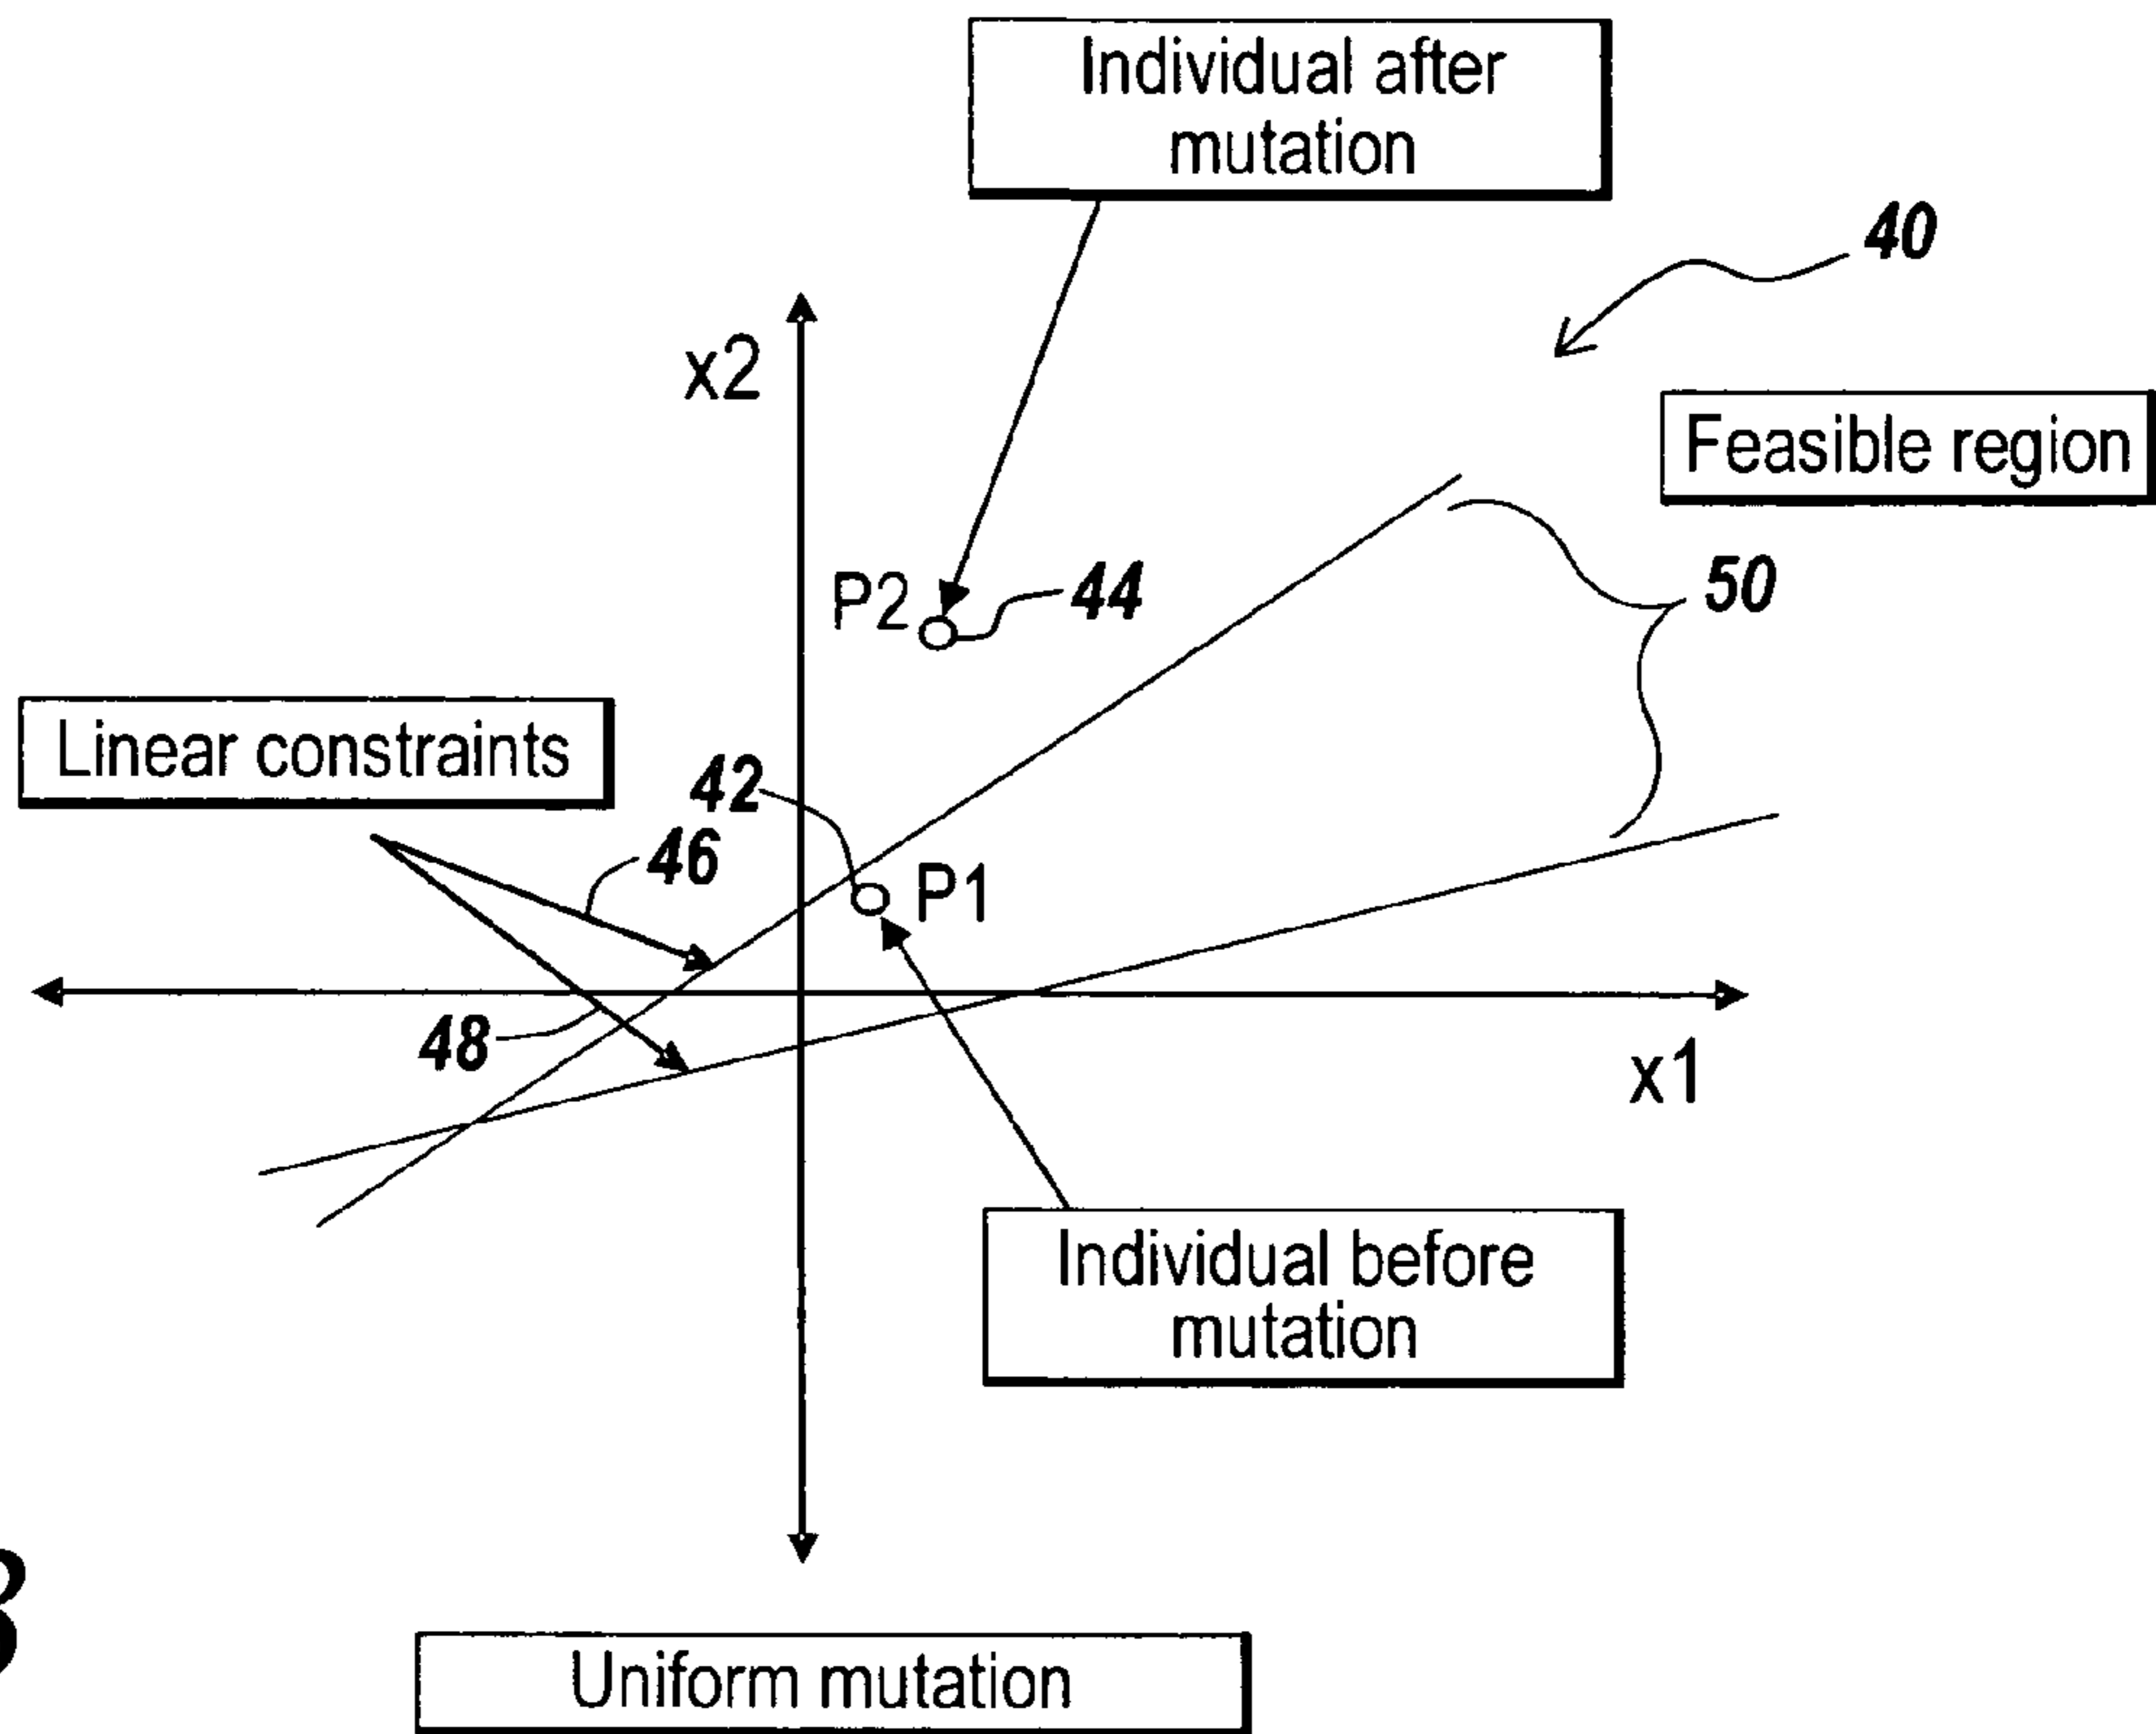 Individual after
mutation
40
x2
Feasible region
P2
44
50
Linear constraints
42
46
P1
48
x1
Individual before
mutation
Uniform mutation